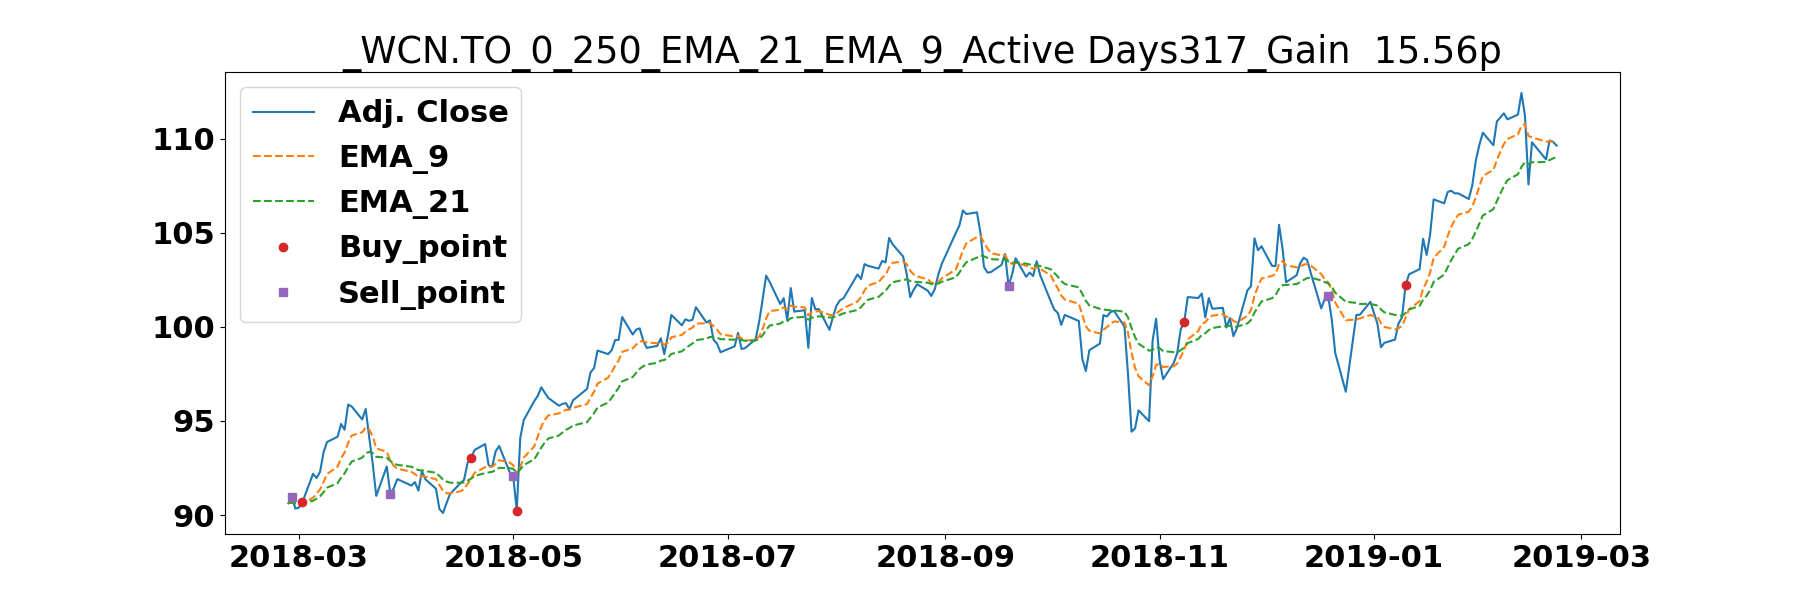 _WCN.TO_0_250_EMA_21_EMA_9_Active Days317_Gain  15.56p
Adj. Close
EMA_9
EMA_21
Buy_point
Sell_point
110
105
100
95
90
2018-03 2018-05 2018-07 2018-09 2018-11 2019-01 2019-03